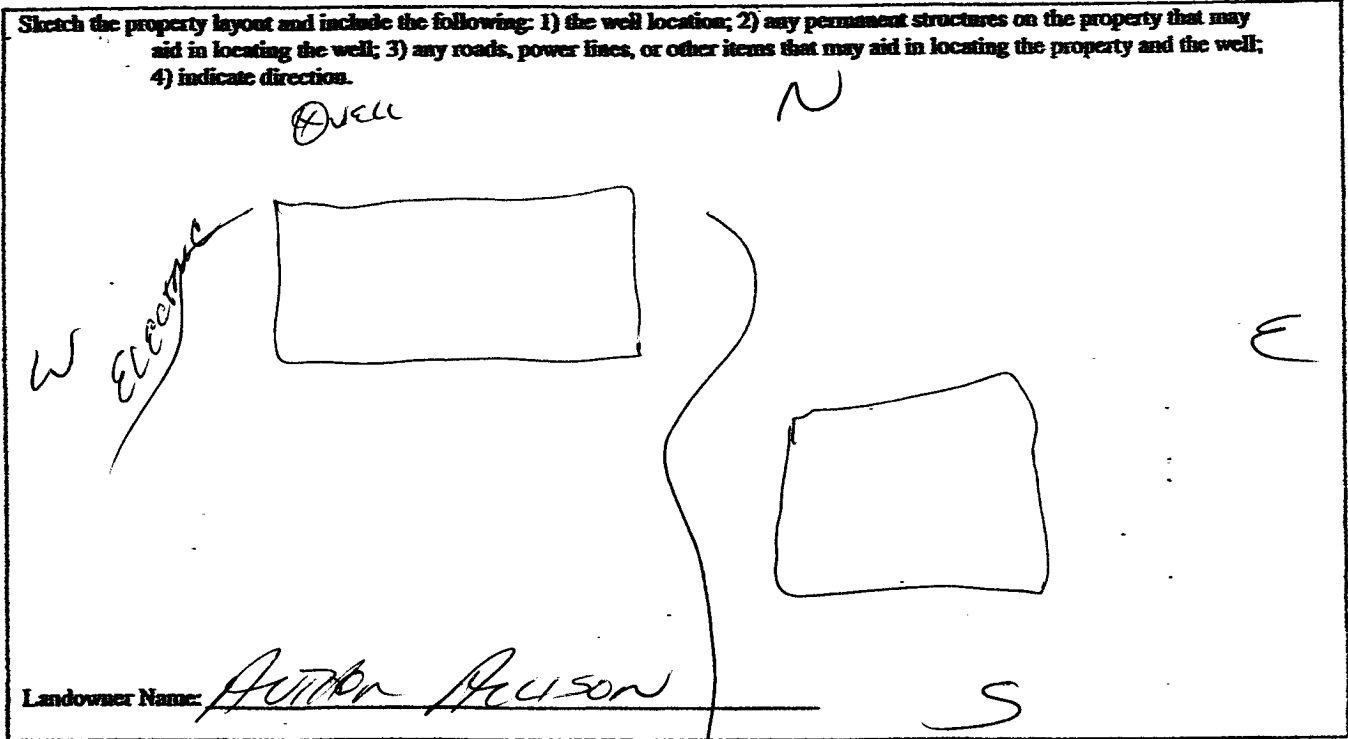 Sketch the property layout and include the following: 1) the well location; 2) any permanent structures on the property that may
aid in locating the well; 3) any roads, power lines, or other items that may aid in locating the property and the well;
4) indicate direction.
N
WELL
ELECTRIC
W
E
Landowner Name:
S